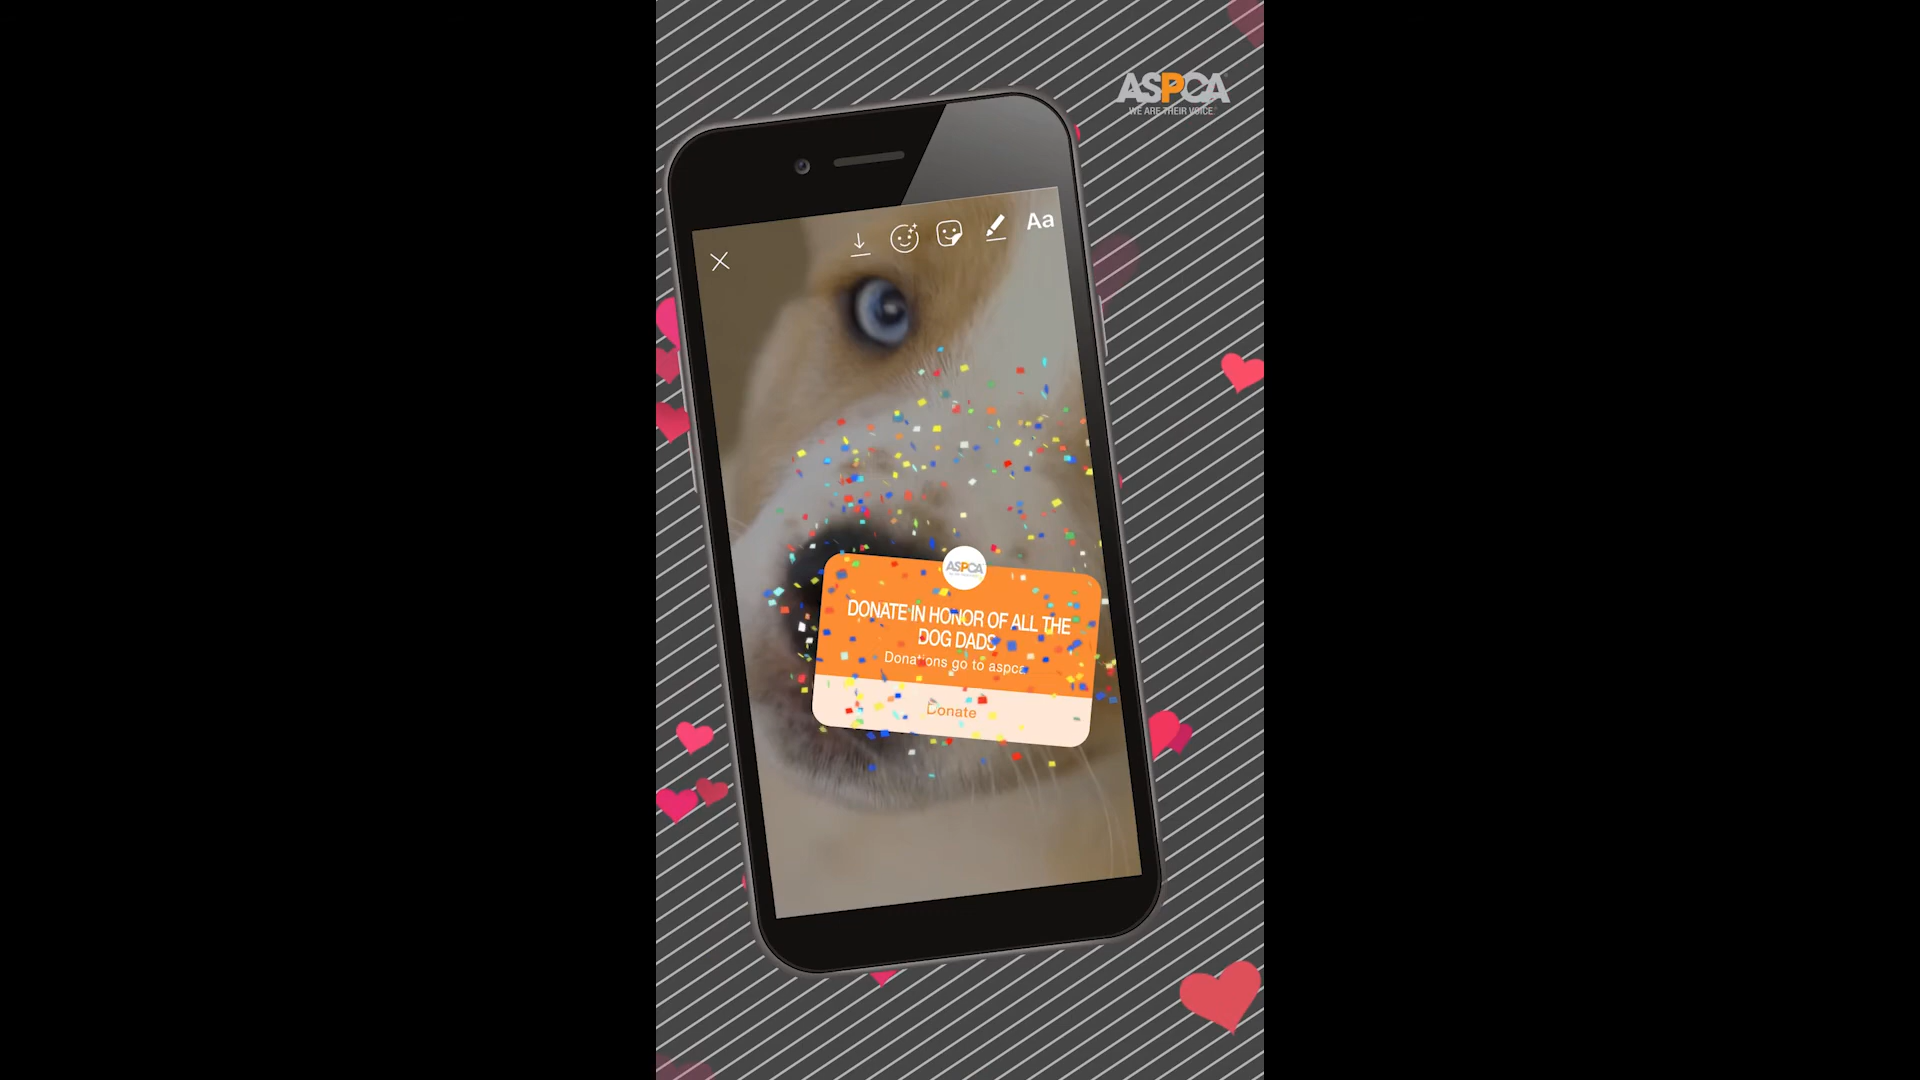 ASPCA
WE ARE THEIR VOICE
Aa
ASPCA
DONATE IN HONOR OF ALL THE
DOG DADS
Donations go to aspca
Donate